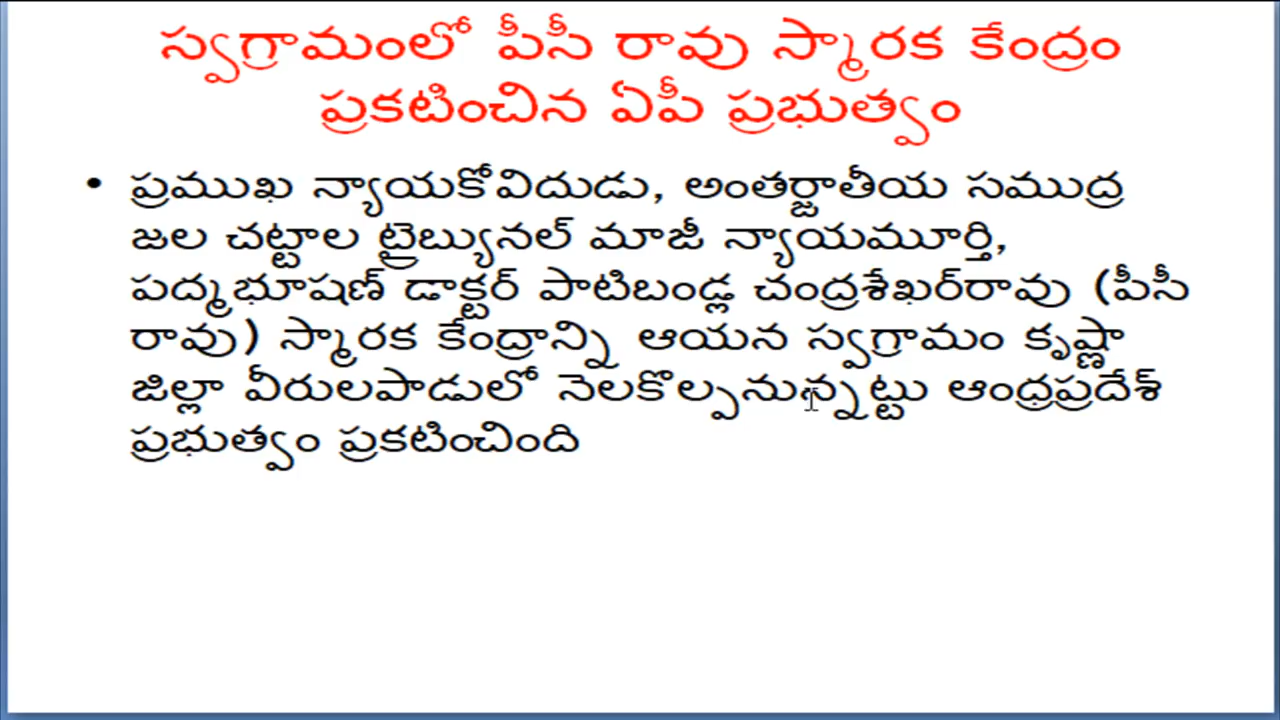 స్వగ్రామంలో పీసీ రావు స్మారక కేంద్రం
ప్రకటించిన ఏపీ ప్రభుత్వం
• ప్రముఖ న్యాయకోవిదుడు, అంతర్జాతీయ సముద్ర
జల చట్టాల ట్రైబ్యునల్ మాజీ న్యాయమూర్తి,
పద్మభూషణ్ డాక్టర్ పాటిబండ్ల చంద్రశేఖర్‌రావు (పీసీ
రావు) స్మారక కేంద్రాన్ని ఆయన స్వగ్రామం కృష్ణా
జిల్లా వీరులపాడులో నెలకొల్పనున్నట్టు ఆంధ్రప్రదేశ్
ప్రభుత్వం ప్రకటించింది